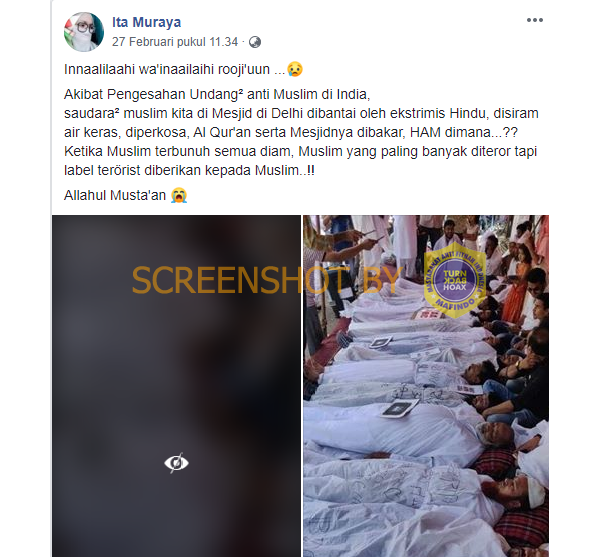 Ita Muraya
27 Februari pukul 11.34 ·
Innaalilaahi wa'inaailaihi rooji'uun ...😥
Akibat Pengesahan Undang² anti Muslim di India,
saudara² muslim kita di Mesjid di Delhi dibantai oleh ekstrimis Hindu, disiram
air keras, diperkosa, Al Qur'an serta Mesjidnya dibakar, HAM dimana...??
Ketika Muslim terbunuh semua diam, Muslim yang paling banyak diteror tapi
label terörist diberikan kepada Muslim..!!
Allahul Musta'an 😭
SCREENSHOT BY
MASYARAKAT ANTI FITNAH INDONESIA
TURN
BACK
HOAX
MAFINDO